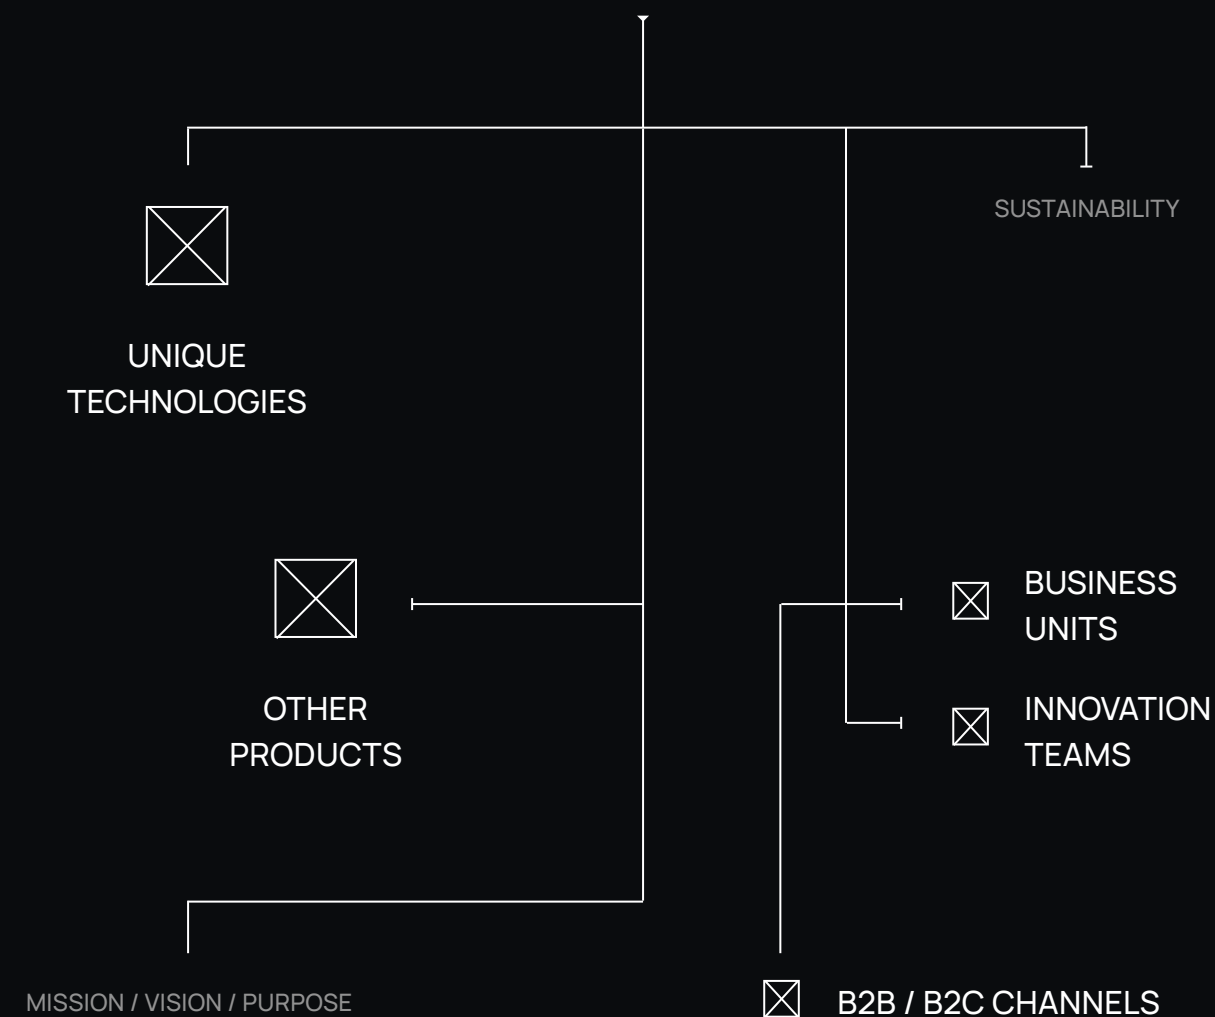 SUSTAINABILITY
UNIQUE
TECHNOLOGIES
BUSINESS
UNITS
OTHER
PRODUCTS
INNOVATION
TEAMS
MISSION / VISION / PURPOSE
B2B / B2C CHANNELS